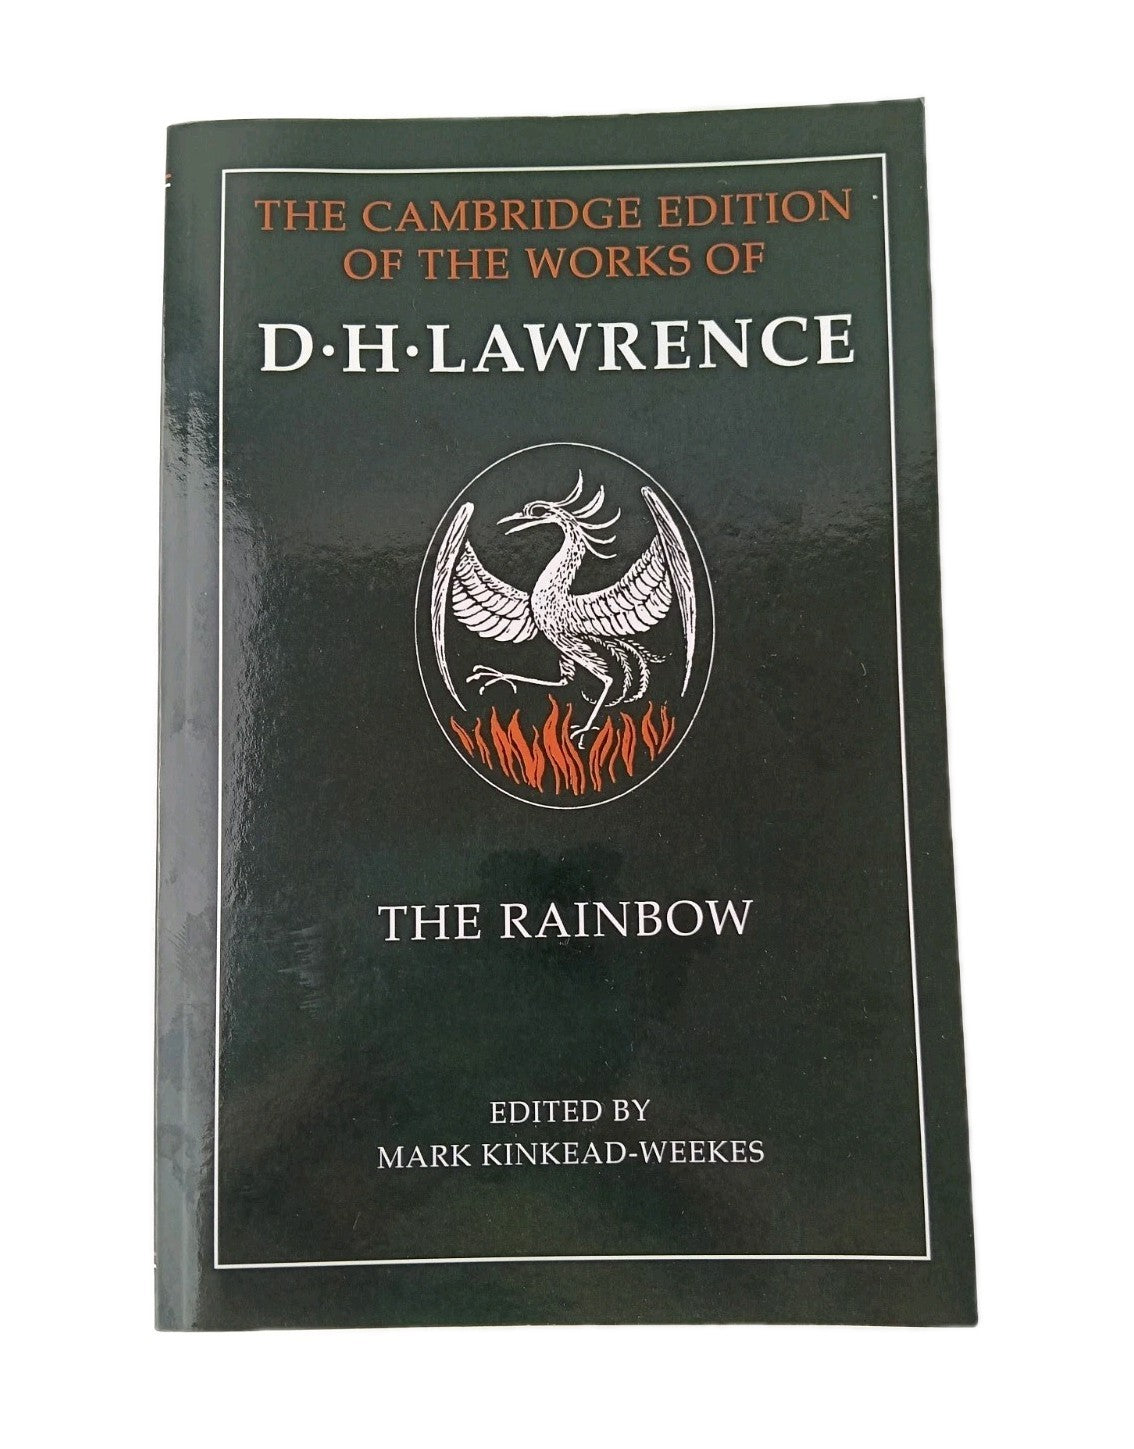 THE CAMBRIDGE EDITION
OF THE WORKS OF
D·H·LAWRENCE
THE RAINBOW
EDITED BY
MARK KINKEAD-WEEKES